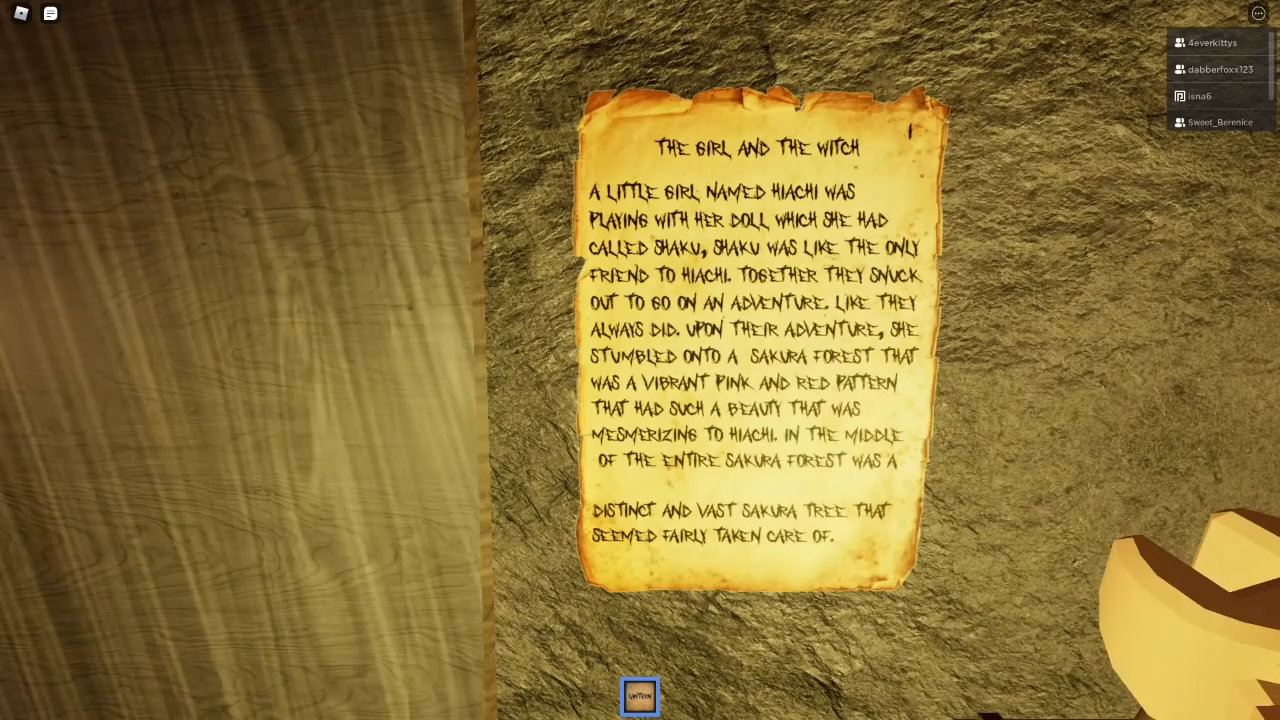 4everkittys
dabberfoxx123
isna6
Sweet_Berenice
1
THE GIRL AND THE WITCH
A LITTLE GIRL NAMED HIACHI WAS
PLAYING WITH HER DOLL WHICH SHE HAD
CALLED SHAKU, SHAKU WAS LIKE THE ONLY
FRIEND TO HIACHI. TOGETHER THEY SNUCK
OUT TO GO ON AN ADVENTURE. LIKE THEY
ALWAYS DID. UPON THEIR ADVENTURE, SHE
STUMBLED ONTO A SAKURA FOREST THAT
WAS A VIBRANT PINK AND RED PATTERN
THAT HAD SUCH A BEAUTY THAT WAS
MESMERIZING TO HIACHI. IN THE MIDDLE
OF THE ENTIRE SAKURA FOREST WAS A
DISTINCT AND VAST SAKURA TREE THAT
SEEMED FAIRLY TAKEN CARE OF.
LANTERN